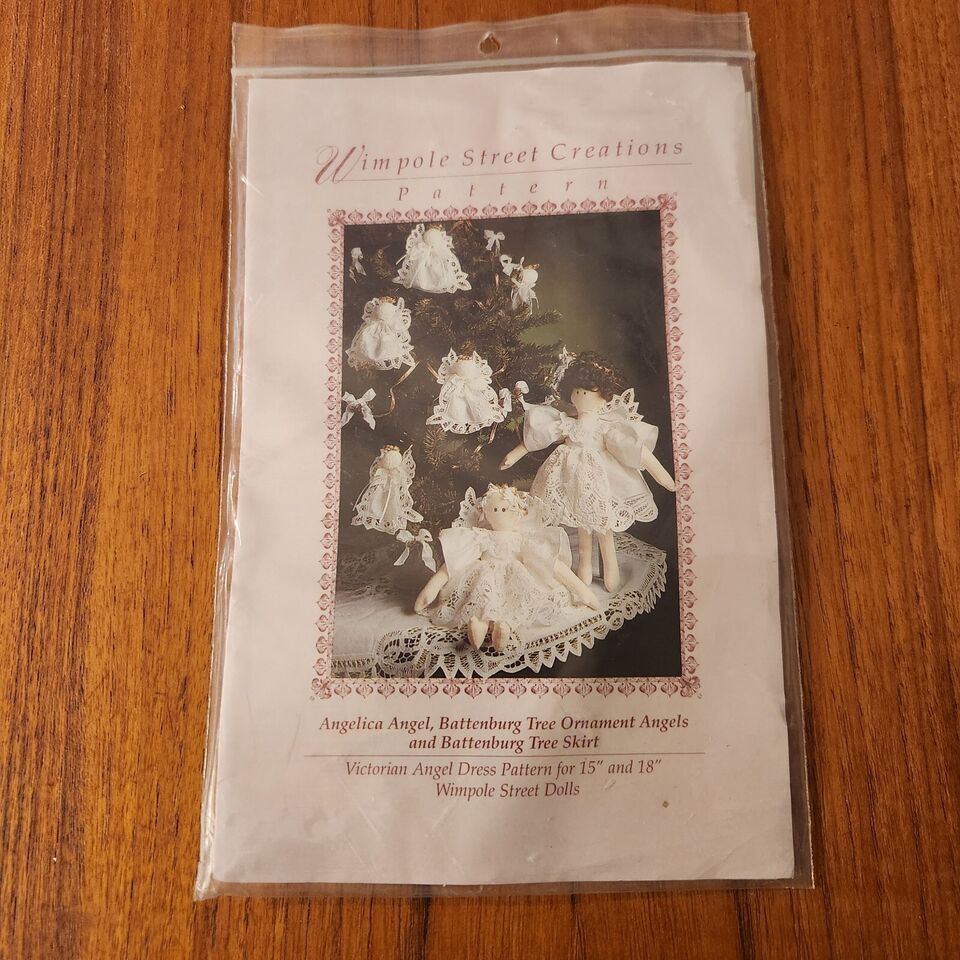 Wimpole Street Creations
Pattern
Angelica Angel, Battenburg Tree Ornament Angels
and Battenburg Tree Skirt
Victorian Angel Dress Pattern for 15" and 18"
Wimpole Street Dolls